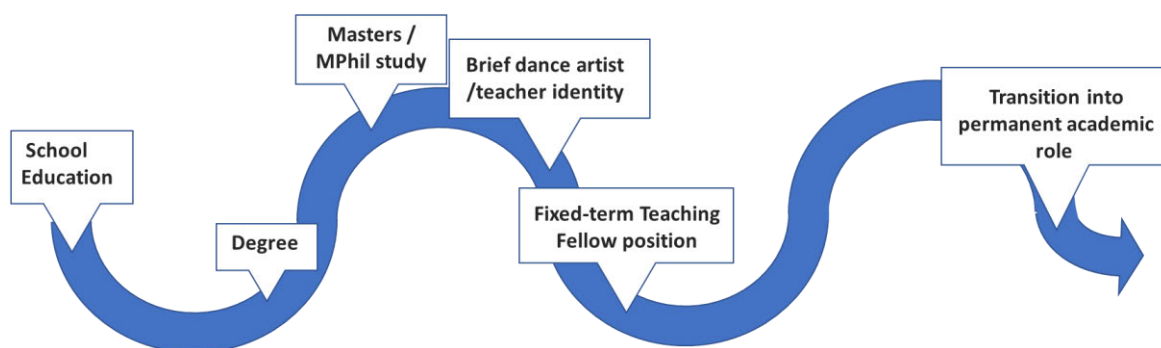 School
Education
Degree
Masters /
MPhil study
Brief dance artist
/teacher identity
Fixed-term Teaching
Fellow position
Transition into
permanent academic
role